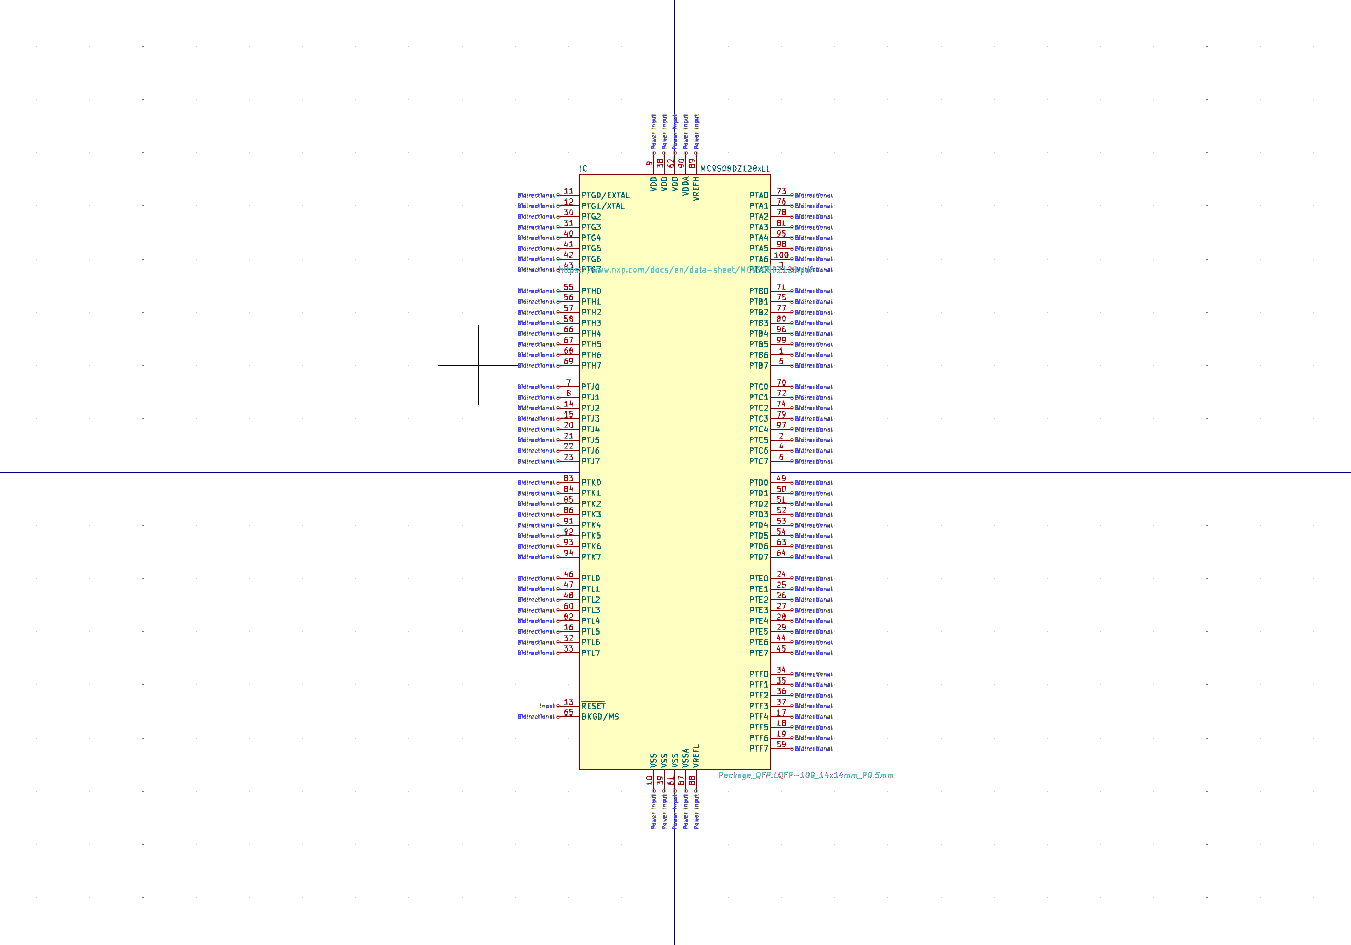 Power Input Power Input Power Input Power Input Power Input
9 38 62 90 89
IC MC9S08DZ128xLL
VDD VDD VDD VDDA VREFH
Bidirectional 11 PTG0/EXTAL PTA0 73 Bidirectional
Bidirectional 12 PTG1/XTAL PTA1 76 Bidirectional
Bidirectional 30 PTG2 PTA2 78 Bidirectional
Bidirectional 31 PTG3 PTA3 81 Bidirectional
Bidirectional 40 PTG4 PTA4 95 Bidirectional
Bidirectional 41 PTG5 PTA5 98 Bidirectional
Bidirectional 42 PTG6 PTA6 100 Bidirectional
Bidirectional 43 PTG7 PTA7 3 Bidirectional
Bidirectional 55 PTH0 PTB0 71 Bidirectional
Bidirectional 56 PTH1 PTB1 75 Bidirectional
Bidirectional 57 PTH2 PTB2 77 Bidirectional
Bidirectional 58 PTH3 PTB3 80 Bidirectional
Bidirectional 66 PTH4 PTB4 96 Bidirectional
Bidirectional 67 PTH5 PTB5 99 Bidirectional
Bidirectional 68 PTH6 PTB6 1 Bidirectional
Bidirectional 69 PTH7 PTB7 5 Bidirectional
Bidirectional 7 PTJ0 PTC0 70 Bidirectional
Bidirectional 8 PTJ1 PTC1 72 Bidirectional
Bidirectional 14 PTJ2 PTC2 74 Bidirectional
Bidirectional 15 PTJ3 PTC3 79 Bidirectional
Bidirectional 20 PTJ4 PTC4 97 Bidirectional
Bidirectional 21 PTJ5 PTC5 2 Bidirectional
Bidirectional 22 PTJ6 PTC6 4 Bidirectional
Bidirectional 23 PTJ7 PTC7 6 Bidirectional
Bidirectional 83 PTK0 PTD0 49 Bidirectional
Bidirectional 84 PTK1 PTD1 50 Bidirectional
Bidirectional 85 PTK2 PTD2 51 Bidirectional
Bidirectional 86 PTK3 PTD3 52 Bidirectional
Bidirectional 91 PTK4 PTD4 53 Bidirectional
Bidirectional 92 PTK5 PTD5 54 Bidirectional
Bidirectional 93 PTK6 PTD6 63 Bidirectional
Bidirectional 94 PTK7 PTD7 64 Bidirectional
Bidirectional 46 PTL0 PTE0 24 Bidirectional
Bidirectional 47 PTL1 PTE1 25 Bidirectional
Bidirectional 48 PTL2 PTE2 26 Bidirectional
Bidirectional 60 PTL3 PTE3 27 Bidirectional
Bidirectional 82 PTL4 PTE4 28 Bidirectional
Bidirectional 16 PTL5 PTE5 29 Bidirectional
Bidirectional 32 PTL6 PTE6 44 Bidirectional
Bidirectional 33 PTL7 PTE7 45 Bidirectional
PTF0 34 Bidirectional
PTF1 35 Bidirectional
PTF2 36 Bidirectional
Input 13 RESET PTF3 37 Bidirectional
Bidirectional 65 BKGD/MS PTF4 17 Bidirectional
PTF5 18 Bidirectional
PTF6 19 Bidirectional
PTF7 59 Bidirectional
VSS VSS VSS VSSA VREFL
Package_QFP:LQFP-100_14x14mm_P0.5mm
10 39 61 87 88
Power Input Power Input Power Input Power Input Power Input